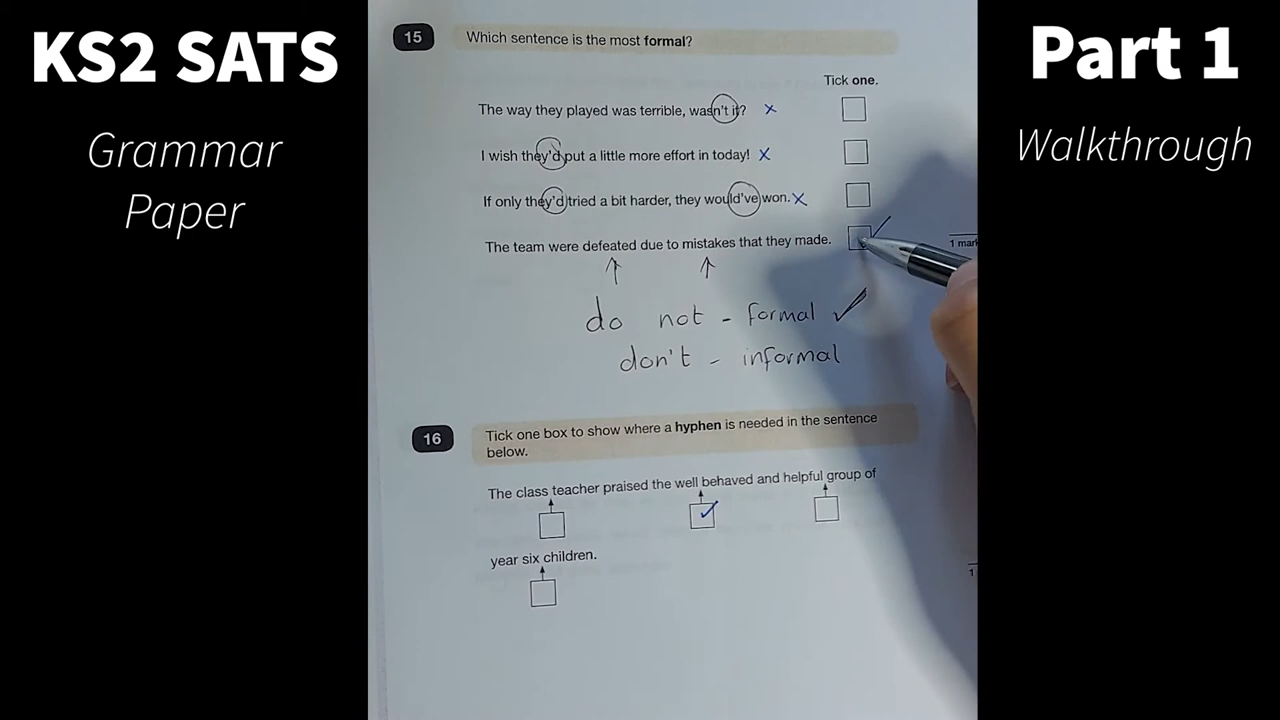 KS2 SATS
Grammar
Paper
Part 1
Walkthrough
15
Which sentence is the most formal?
Tick one.
The way they played was terrible, wasn't it?
I wish they'd put a little more effort in today!
If only they'd tried a bit harder, they would've won.
The team were defeated due to mistakes that they made.
1 mar
do not - formal ✓
don't - informal
16
Tick one box to show where a hyphen is needed in the sentence
below.
The class teacher praised the well behaved and helpful group of
year six children.
1